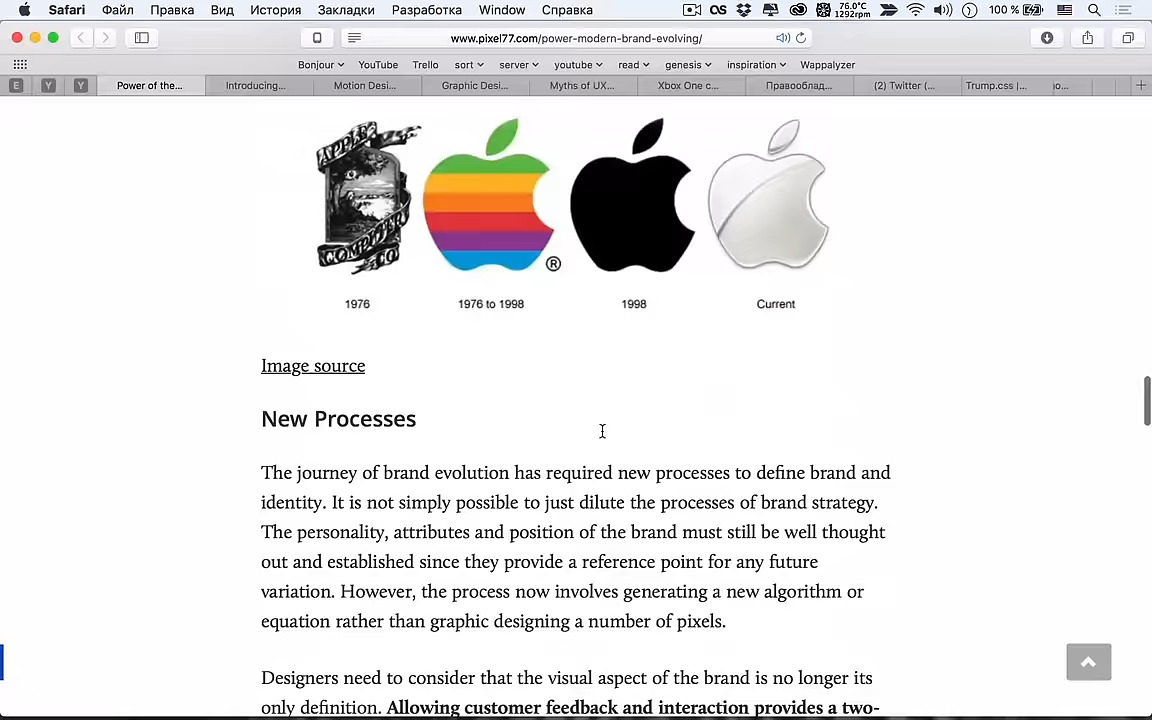 Safari Файл Правка Вид История Закладки Разработка Window Справка 76.0°C 1292rpm 100 %
www.pixel77.com/power-modern-brand-evolving/
Bonjour YouTube Trello sort server youtube read genesis inspiration Wappalyzer
E Y Y Power of the... Introducing... Motion Desi... Graphic Desi... Myths of UX... Xbox One c... Правооблад... (2) Twitter (... Trump.css |...
APPLE
COMPUTER
CO
®
1976 1976 to 1998 1998 Current
Image source
New Processes
The journey of brand evolution has required new processes to define brand and
identity. It is not simply possible to just dilute the processes of brand strategy.
The personality, attributes and position of the brand must still be well thought
out and established since they provide a reference point for any future
variation. However, the process now involves generating a new algorithm or
equation rather than graphic designing a number of pixels.
Designers need to consider that the visual aspect of the brand is no longer its
only definition. Allowing customer feedback and interaction provides a two-